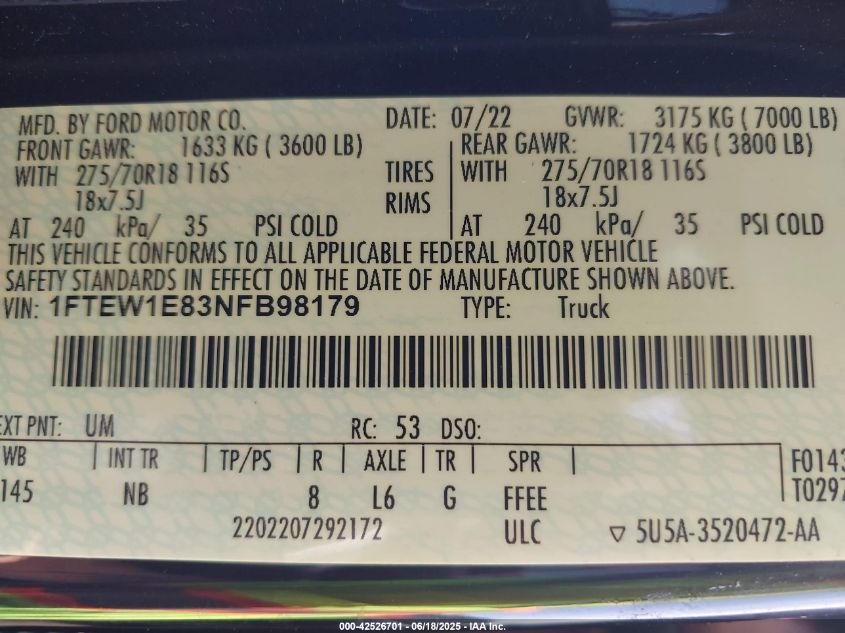 MFD. BY FORD MOTOR CO. DATE: 07/22 GVWR: 3175 KG ( 7000 LB)
FRONT GAWR: 1633 KG ( 3600 LB) REAR GAWR: 1724 KG ( 3800 LB)
WITH 275/70R18 116S TIRES WITH 275/70R18 116S
18x7.5J RIMS 18x7.5J
AT 240 kPa/ 35 PSI COLD AT 240 kPa/ 35 PSI COLD
THIS VEHICLE CONFORMS TO ALL APPLICABLE FEDERAL MOTOR VEHICLE
SAFETY STANDARDS IN EFFECT ON THE DATE OF MANUFACTURE SHOWN ABOVE.
VIN: 1FTEW1E83NFB98179 TYPE: Truck
EXT PNT: UM RC: 53 DSO:
WB INT TR TP/PS R AXLE TR SPR F0143
145 NB 8 L6 G FFEE T0297
2202207292172 ULC ▽ 5U5A-3520472-AA
000-42526701 - 06/18/2025 - IAA Inc.